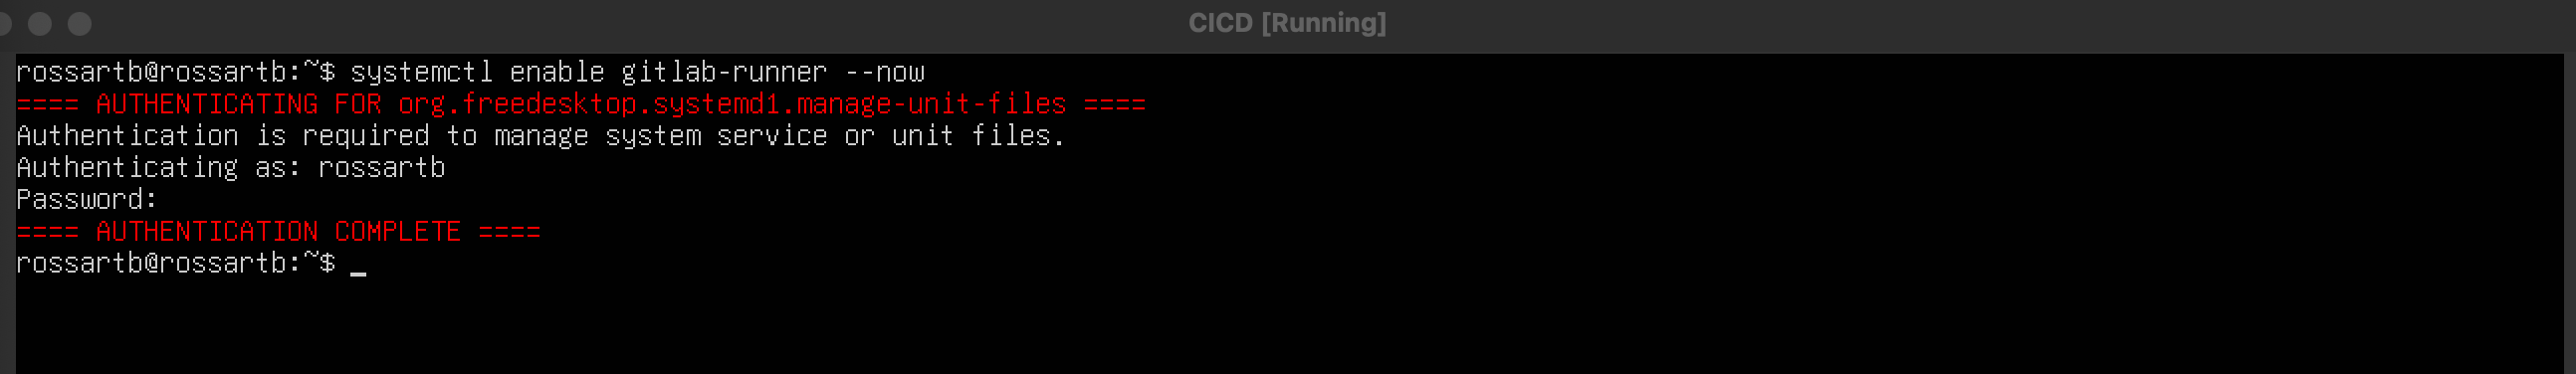 CICD [Running]
rossartb@rossartb:~$ systemctl enable gitlab-runner --now
==== AUTHENTICATING FOR org.freedesktop.systemd1.manage-unit-files ====
Authentication is required to manage system service or unit files.
Authenticating as: rossartb
Password:
==== AUTHENTICATION COMPLETE ====
rossartb@rossartb:~$ _